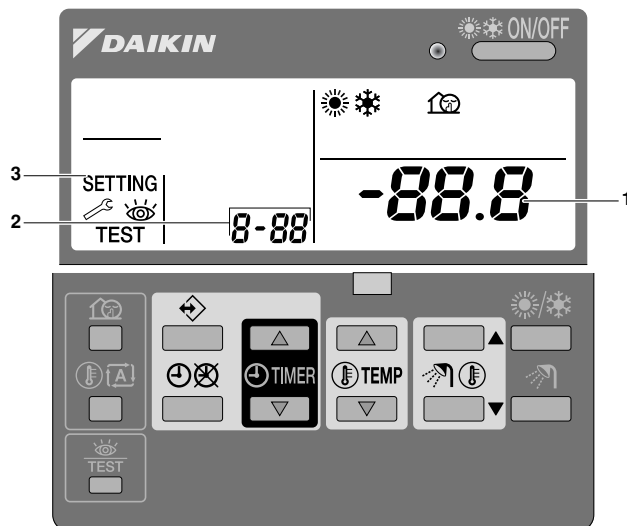 DAIKIN
ON/OFF
3
SETTING
2
TEST
8-88
-88.8
1
TIMER
TEMP
A
TEST